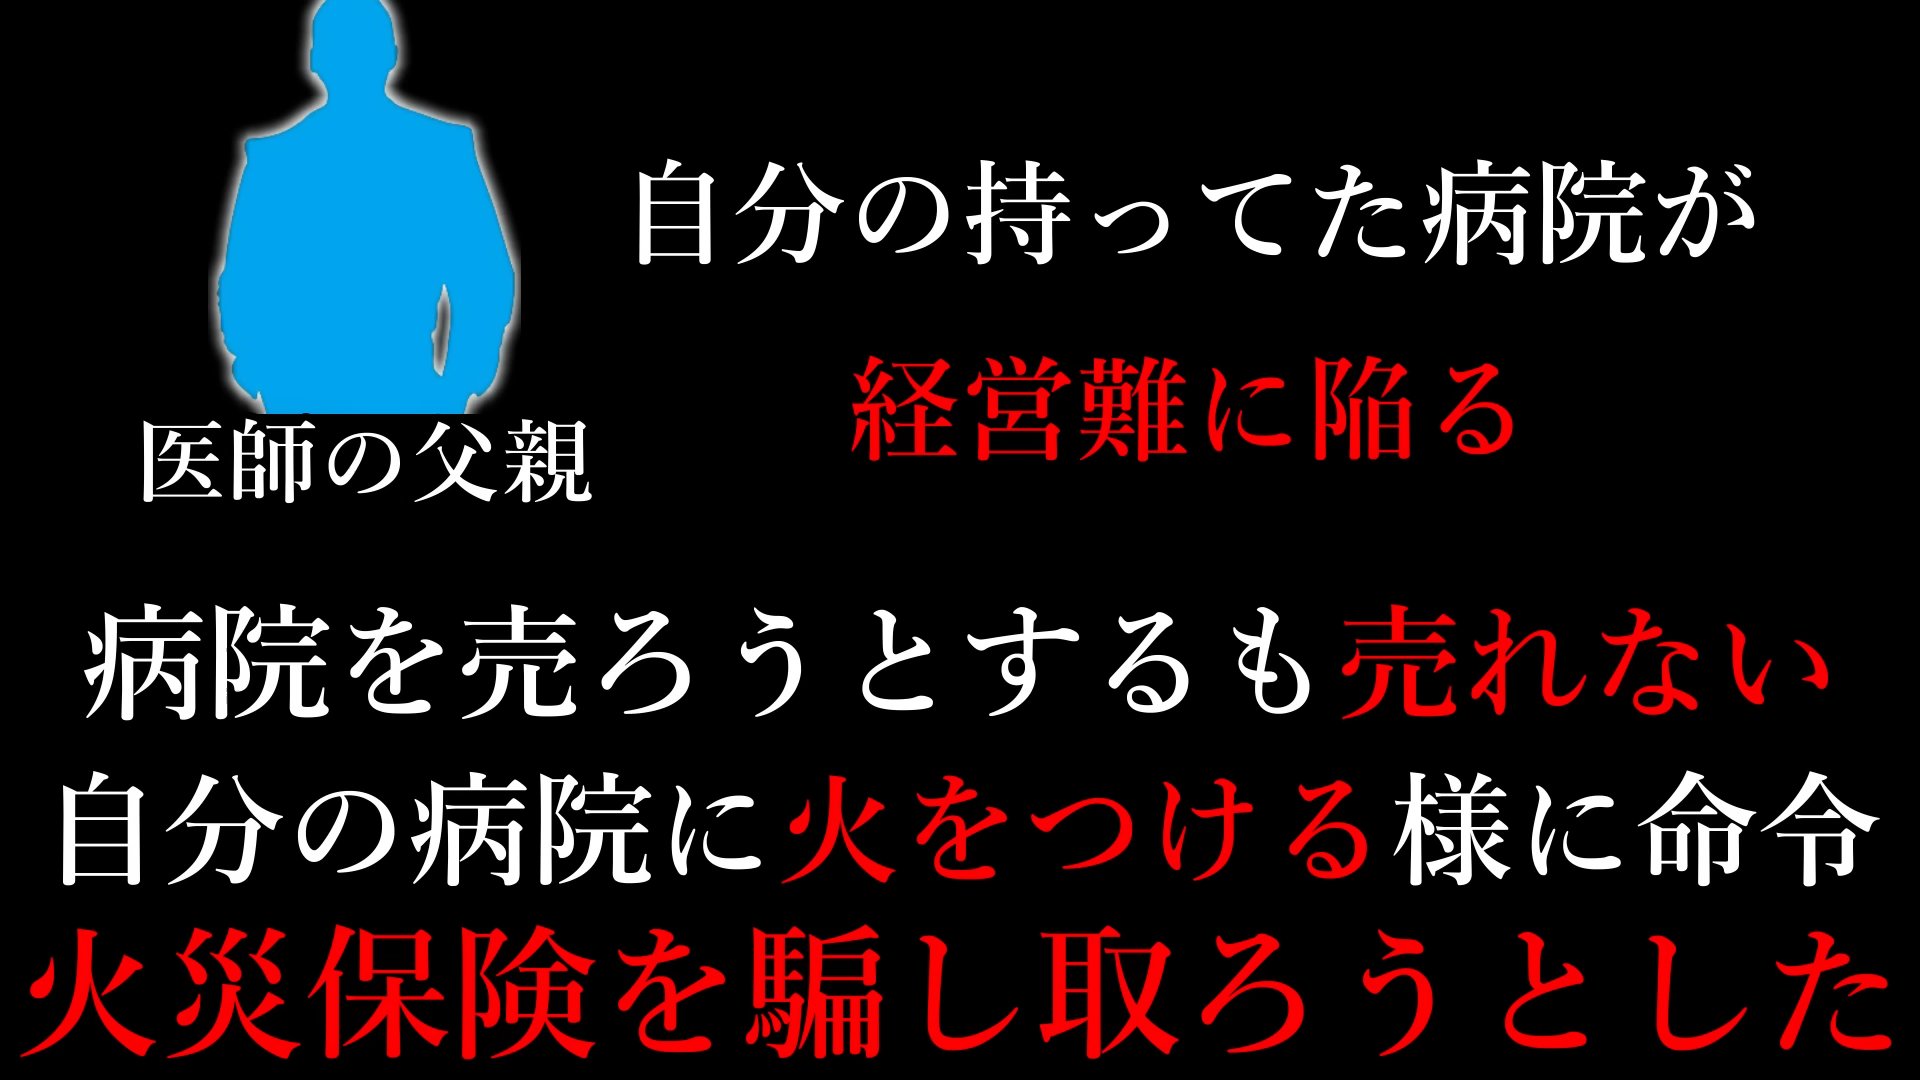 自分の持ってた病院が
経営難に陥る
医師の父親
病院を売ろうとするも売れない
自分の病院に火をつける様に命令
火災保険を騙し取ろうとした